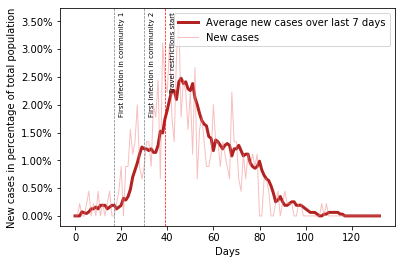 3.50%
3.00%
2.50%
2.00%
1.50%
1.00%
0.50%
0.00%
New cases in percentage of total population
First infection in community 1
First infection in community 2
ravel restrictions start
Average new cases over last 7 days
New cases
0 20 40 60 80 100 120
Days